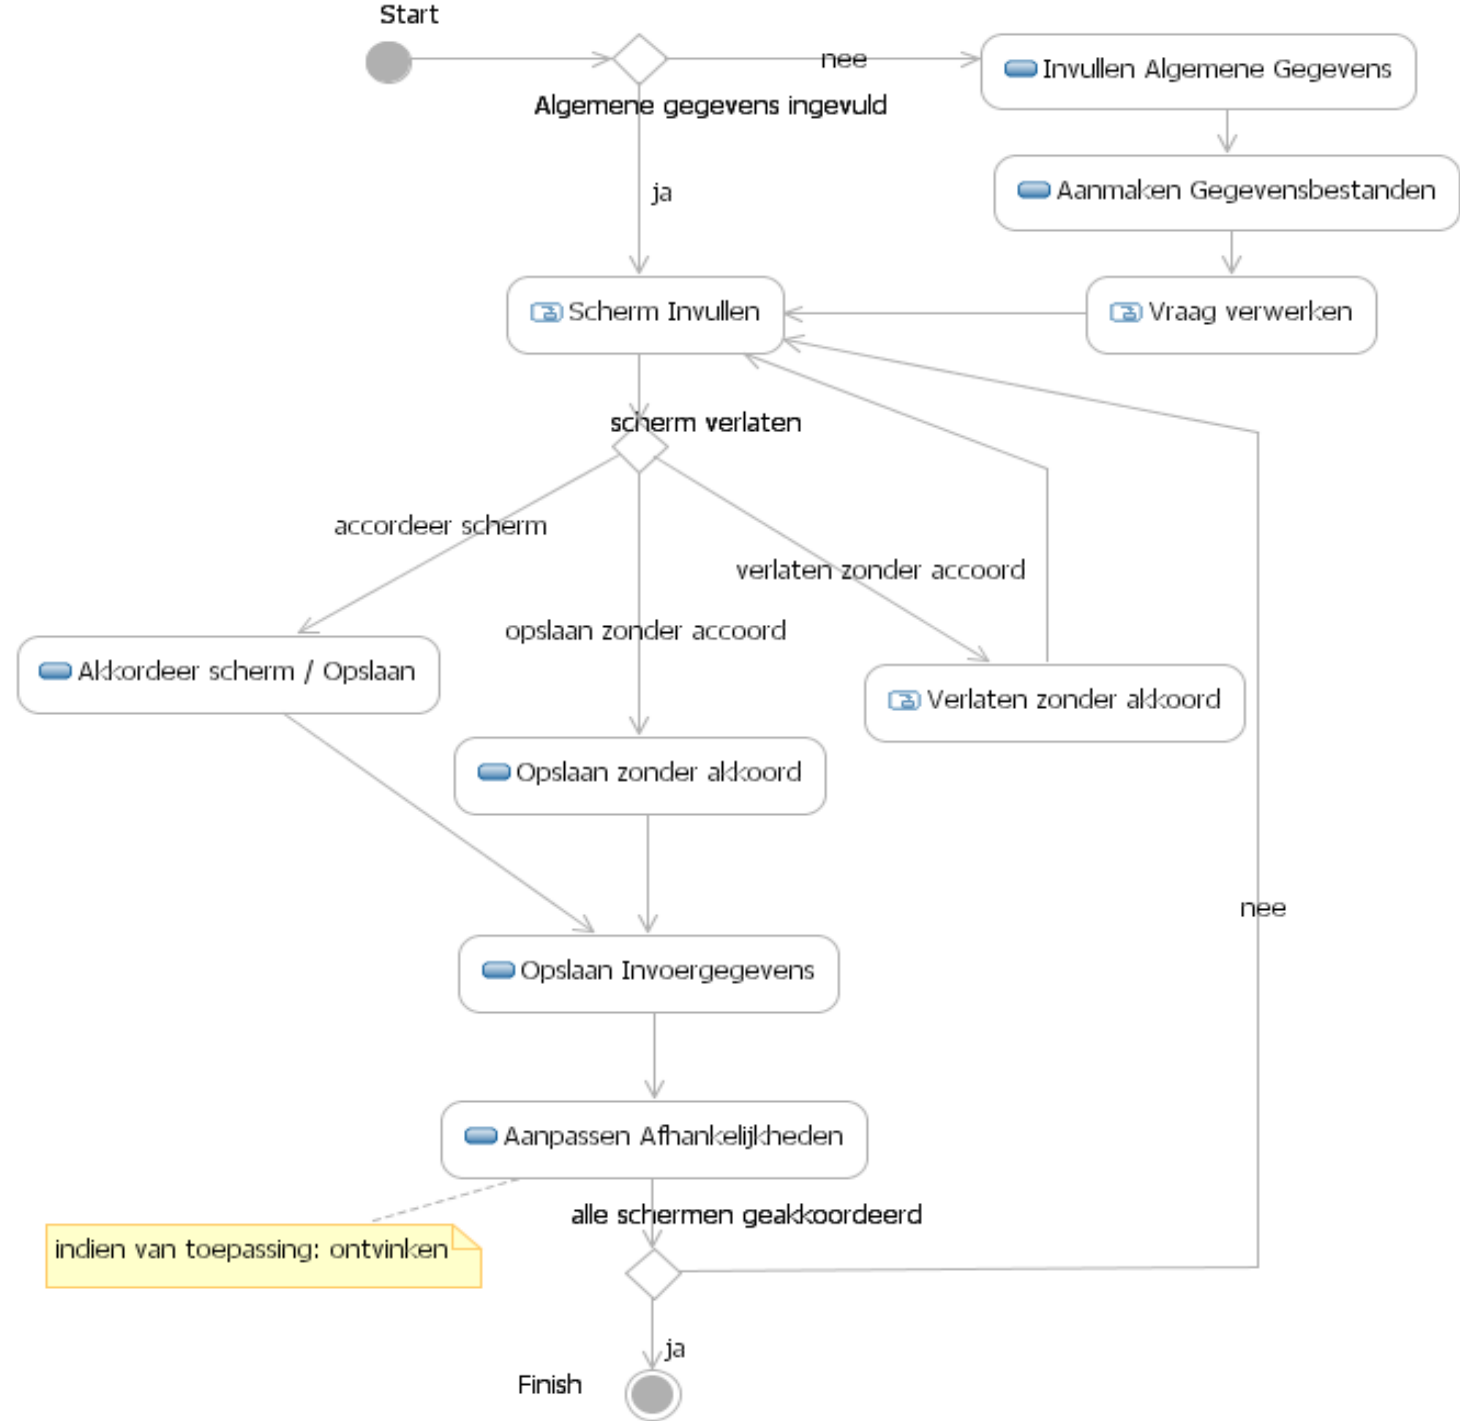 Start
nee
Invullen Algemene Gegevens
Algemene gegevens ingevuld
ja
Aanmaken Gegevensbestanden
Scherm Invullen
Vraag verwerken
scherm verlaten
accordeer scherm
verlaten zonder accoord
opslaan zonder accoord
Akkordeer scherm / Opslaan
Verlaten zonder akkoord
Opslaan zonder akkoord
nee
Opslaan Invoergegevens
Aanpassen Afhankelijkheden
alle schermen geakkoordeerd
indien van toepassing: ontvinken
ja
Finish